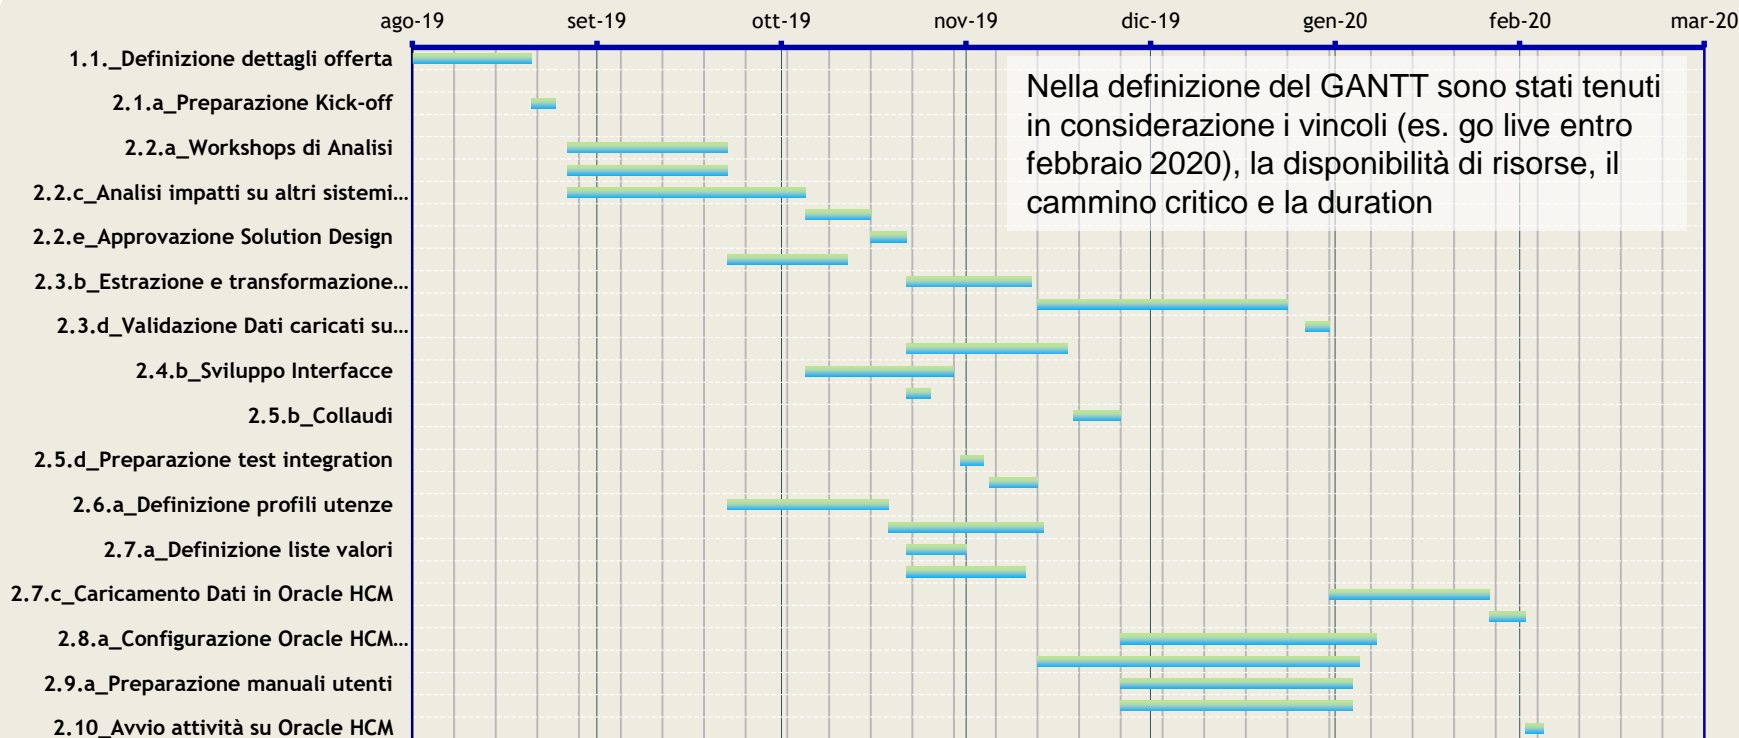 ago-19 set-19 ott-19 nov-19 dic-19 gen-20 feb-20 mar-20
1.1._Definizione dettagli offerta
2.1.a_Preparazione Kick-off
2.2.a_Workshops di Analisi
2.2.c_Analisi impatti su altri sistemi…
2.2.e_Approvazione Solution Design
2.3.b_Estrazione e transformazione…
2.3.d_Validazione Dati caricati su…
2.4.b_Sviluppo Interfacce
2.5.b_Collaudi
2.5.d_Preparazione test integration
2.6.a_Definizione profili utenze
2.7.a_Definizione liste valori
2.7.c_Caricamento Dati in Oracle HCM
2.8.a_Configurazione Oracle HCM…
2.9.a_Preparazione manuali utenti
2.10_Avvio attività su Oracle HCM
Nella definizione del GANTT sono stati tenuti
in considerazione i vincoli (es. go live entro
febbraio 2020), la disponibilità di risorse, il
cammino critico e la duration